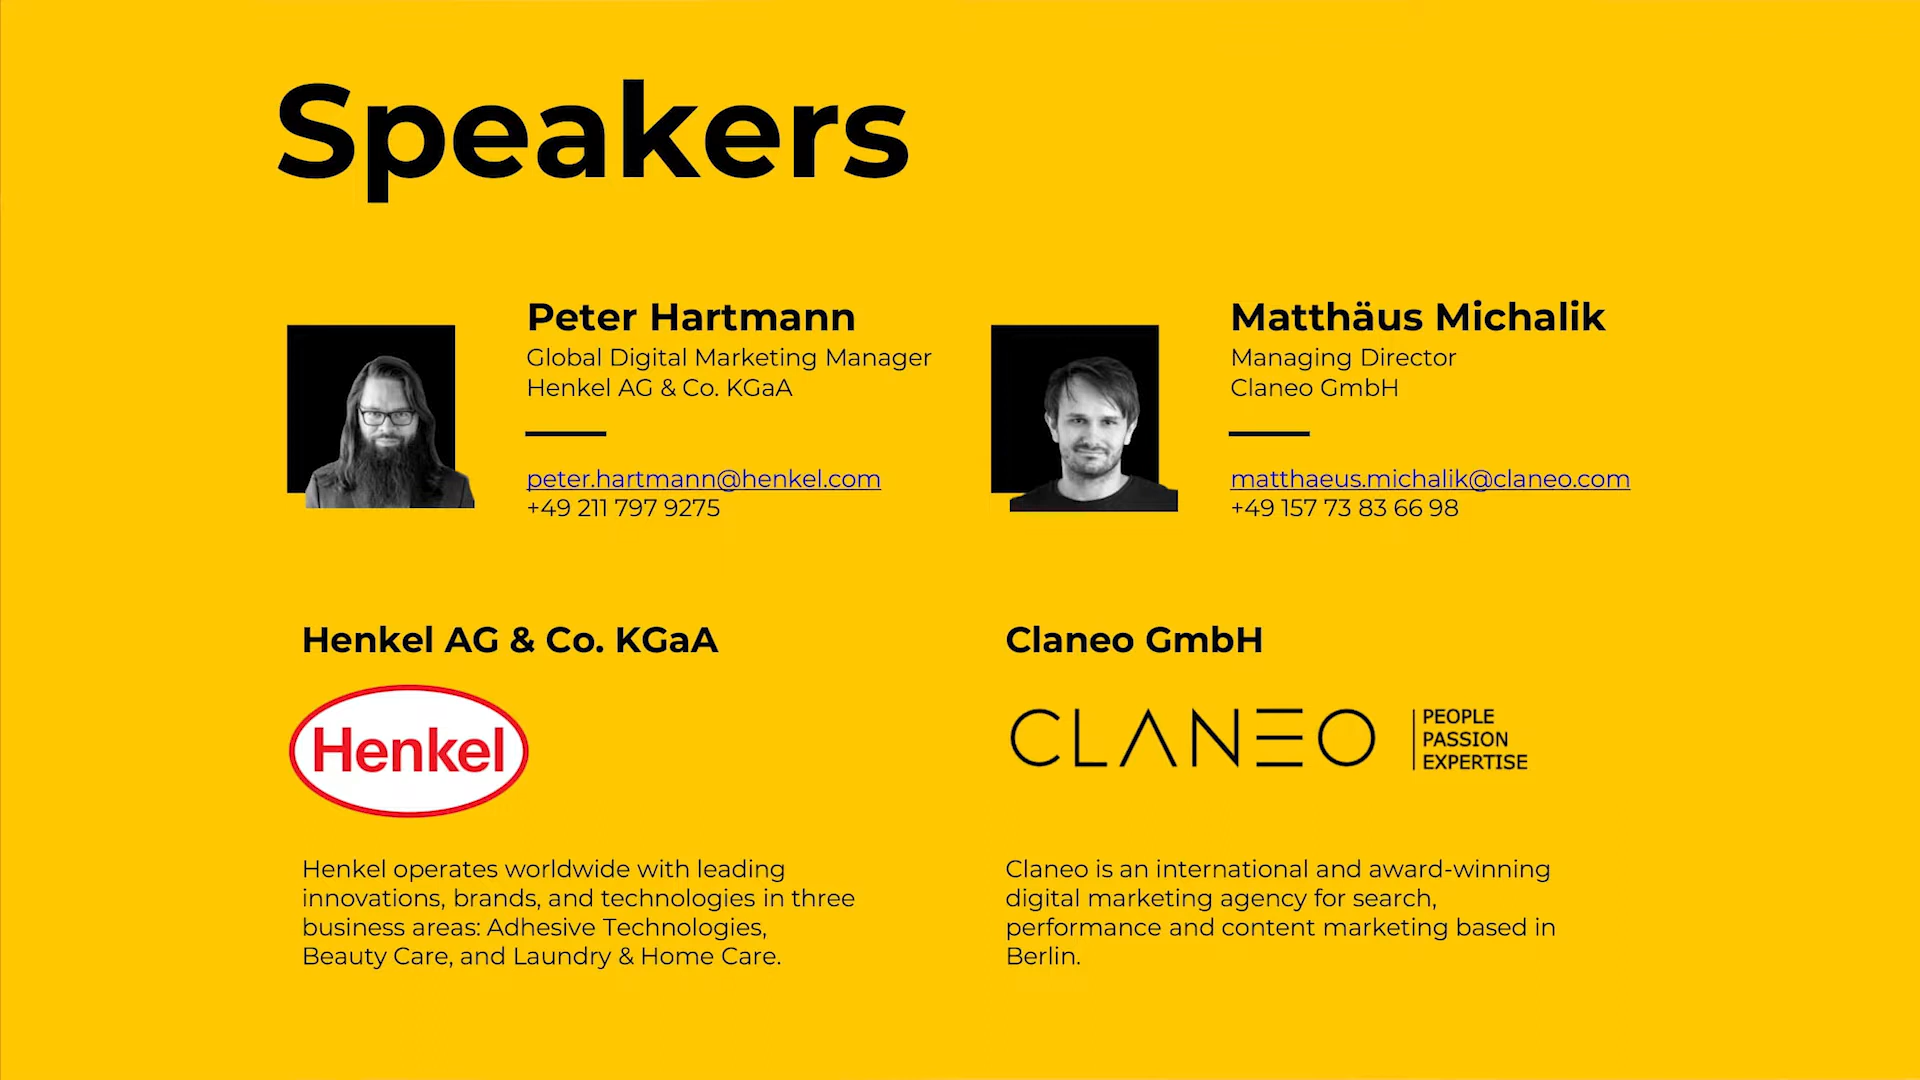 Speakers
Peter Hartmann
Global Digital Marketing Manager
Henkel AG & Co. KGaA
peter.hartmann@henkel.com
+49 211 797 9275
Matthäus Michalik
Managing Director
Claneo GmbH
matthaeus.michalik@claneo.com
+49 157 73 83 66 98
Henkel AG & Co. KGaA
Henkel
Henkel operates worldwide with leading
innovations, brands, and technologies in three
business areas: Adhesive Technologies,
Beauty Care, and Laundry & Home Care.
Claneo GmbH
CLANEO
PEOPLE
PASSION
EXPERTISE
Claneo is an international and award-winning
digital marketing agency for search,
performance and content marketing based in
Berlin.